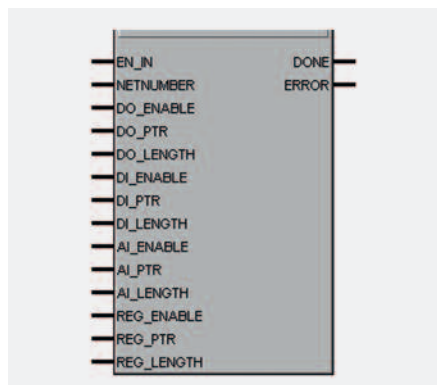 EN_IN DONE
NETNUMBER ERROR
DO_ENABLE
DO_PTR
DO_LENGTH
DI_ENABLE
DI_PTR
DI_LENGTH
AI_ENABLE
AI_PTR
AI_LENGTH
REG_ENABLE
REG_PTR
REG_LENGTH